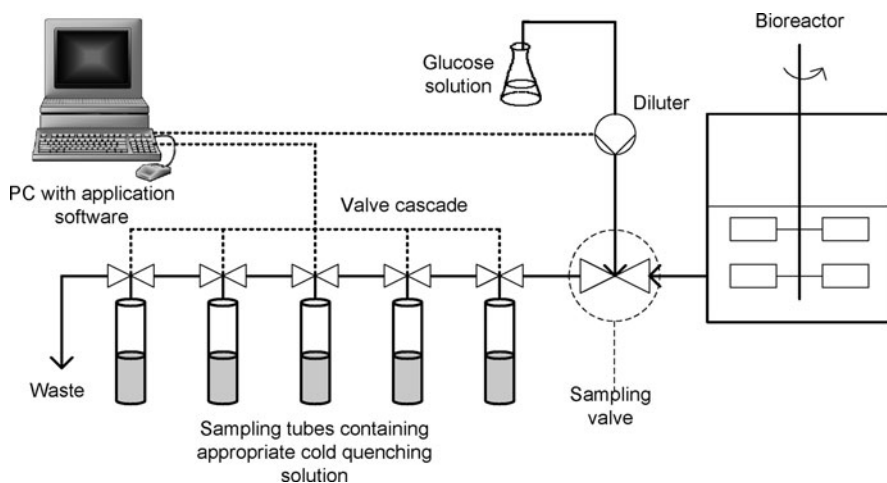 Bioreactor
Glucose
solution
Diluter
PC with application
software
Valve cascade
Waste
Sampling
valve
Sampling tubes containing
appropriate cold quenching
solution